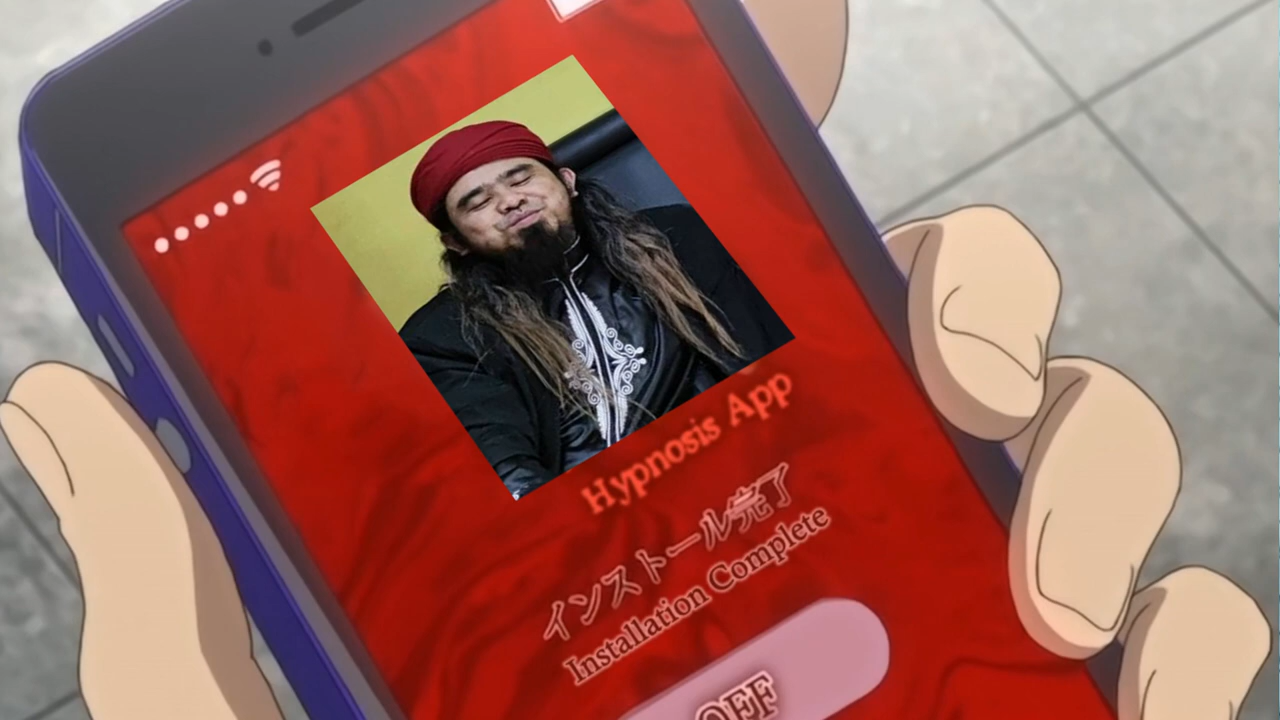 Hypnosis App
インストール完了
Installation Complete
OFF